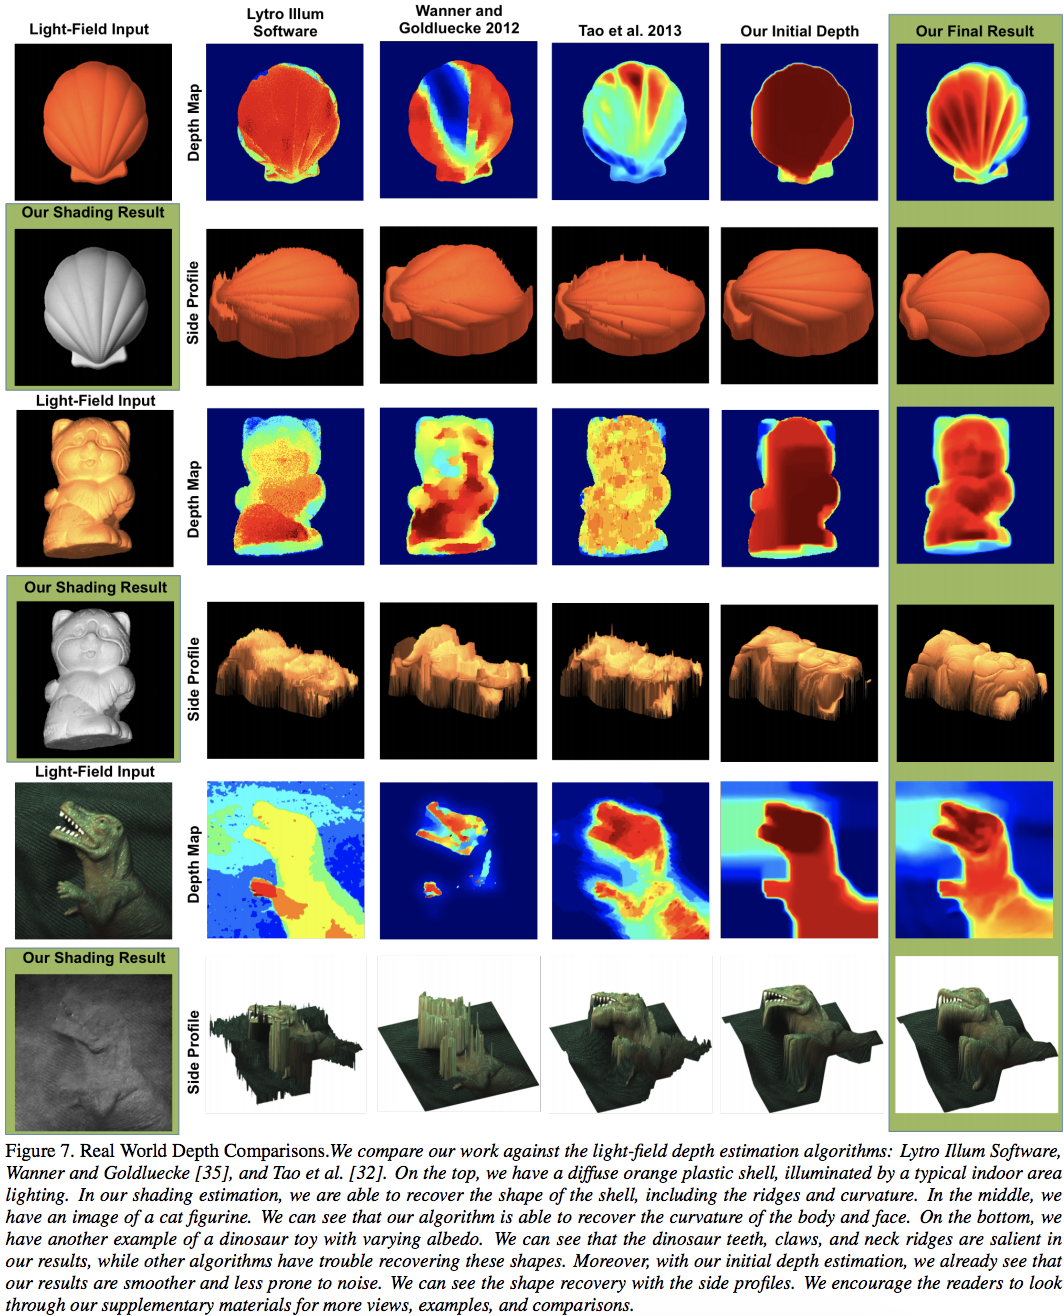 Light-Field Input
Lytro Illum
Software
Wanner and
Goldluecke 2012
Tao et al. 2013
Our Initial Depth
Our Final Result
Depth Map
Our Shading Result
Side Profile
Light-Field Input
Depth Map
Our Shading Result
Side Profile
Light-Field Input
Depth Map
Our Shading Result
Side Profile
Figure 7. Real World Depth Comparisons.We compare our work against the light-field depth estimation algorithms: Lytro Illum Software,
Wanner and Goldluecke [35], and Tao et al. [32]. On the top, we have a diffuse orange plastic shell, illuminated by a typical indoor area
lighting. In our shading estimation, we are able to recover the shape of the shell, including the ridges and curvature. In the middle, we
have an image of a cat figurine. We can see that our algorithm is able to recover the curvature of the body and face. On the bottom, we
have another example of a dinosaur toy with varying albedo. We can see that the dinosaur teeth, claws, and neck ridges are salient in
our results, while other algorithms have trouble recovering these shapes. Moreover, with our initial depth estimation, we already see that
our results are smoother and less prone to noise. We can see the shape recovery with the side profiles. We encourage the readers to look
through our supplementary materials for more views, examples, and comparisons.